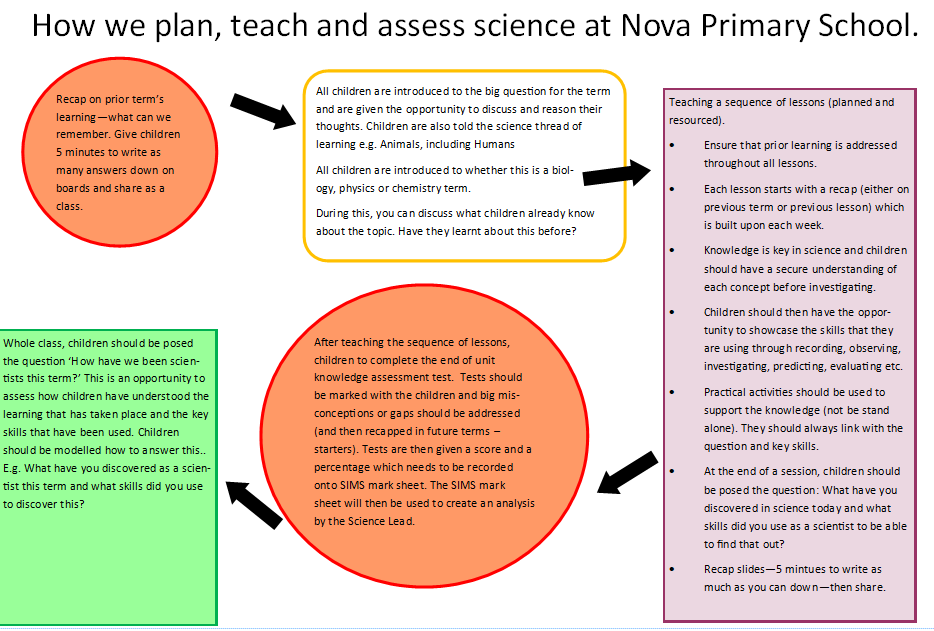 How we plan, teach and assess science at Nova Primary School.
Recap on prior term's
learning—what can we
remember. Give children
5 minutes to write as
many answers down on
boards and share as a
class.
All children are introduced to the big question for the term
and are given the opportunity to discuss and reason their
thoughts. Children are also told the science thread of
learning e.g. Animals, including Humans
All children are introduced to whether this is a biol-
ogy, physics or chemistry term.
During this, you can discuss what children already know
about the topic. Have they learnt about this before?
Teaching a sequence of lessons (planned and
resourced).
• Ensure that prior learning is addressed
throughout all lessons.
• Each lesson starts with a recap (either on
previous term or previous lesson) which
is built upon each week.
• Knowledge is key in science and children
should have a secure understanding of
each concept before investigating.
• Children should then have the oppor-
tunity to showcase the skills that they
are using through recording, observing,
investigating, predicting, evaluating etc.
• Practical activities should be used to
support the knowledge (not be stand
alone). They should always link with the
question and key skills.
• At the end of a session, children should
be posed the question: What have you
discovered in science today and what
skills did you use as a scientist to be able
to find that out?
• Recap slides—5 mintues to write as
much as you can down—then share.
After teaching the sequence of lessons,
children to complete the end of unit
knowledge assessment test.  Tests should
be marked with the children and big mis-
conceptions or gaps should be addressed
(and then recapped in future terms –
starters). Tests are then given a score and a
percentage which needs to be recorded
onto SIMS mark sheet. The SIMS mark
sheet will then be used to create an analysis
by the Science Lead.
Whole class, children should be posed
the question 'How have we been scien-
tists this term?' This is an opportunity to
assess how children have understood the
learning that has taken place and the key
skills that have been used. Children
should be modelled how to answer this..
E.g. What have you discovered as a scien-
tist this term and what skills did you use
to discover this?